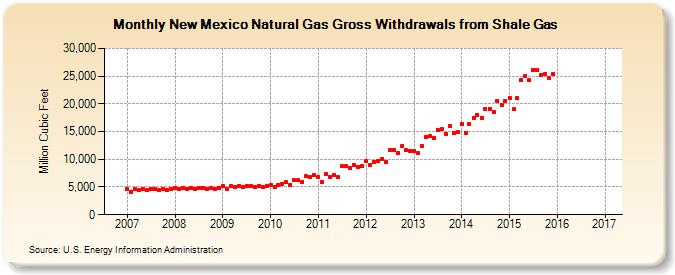 Monthly New Mexico Natural Gas Gross Withdrawals from Shale Gas
Million Cubic Feet
30,000
25,000
20,000
15,000
10,000
5,000
0
2007 2008 2009 2010 2011 2012 2013 2014 2015 2016 2017
Source: U.S. Energy Information Administration